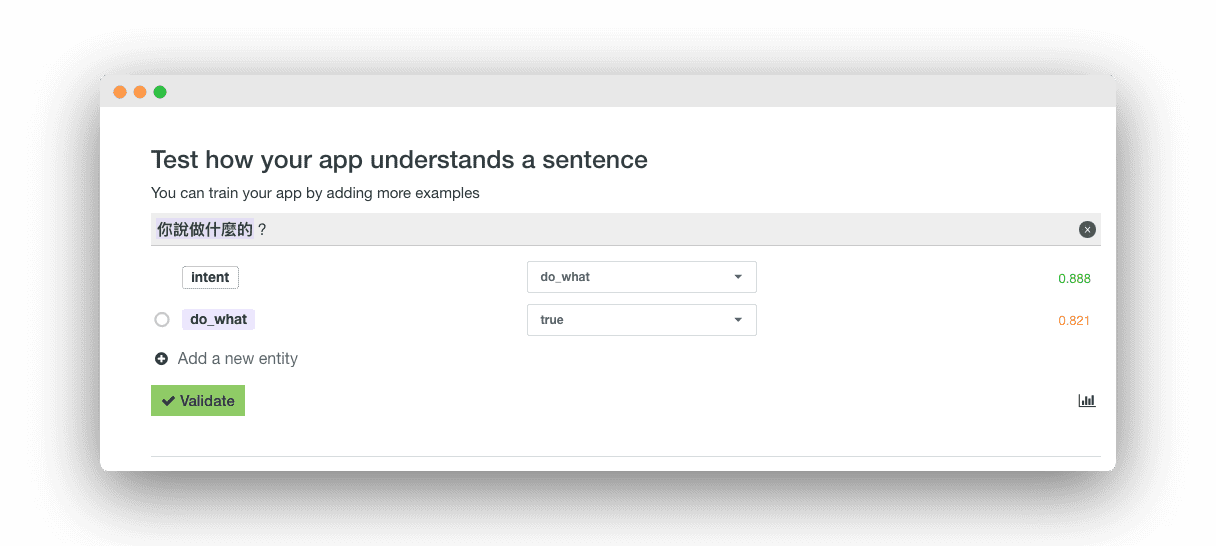 Test how your app understands a sentence
You can train your app by adding more examples
你說做什麼的 ?
intent do_what 0.888
do_what true 0.821
Add a new entity
Validate